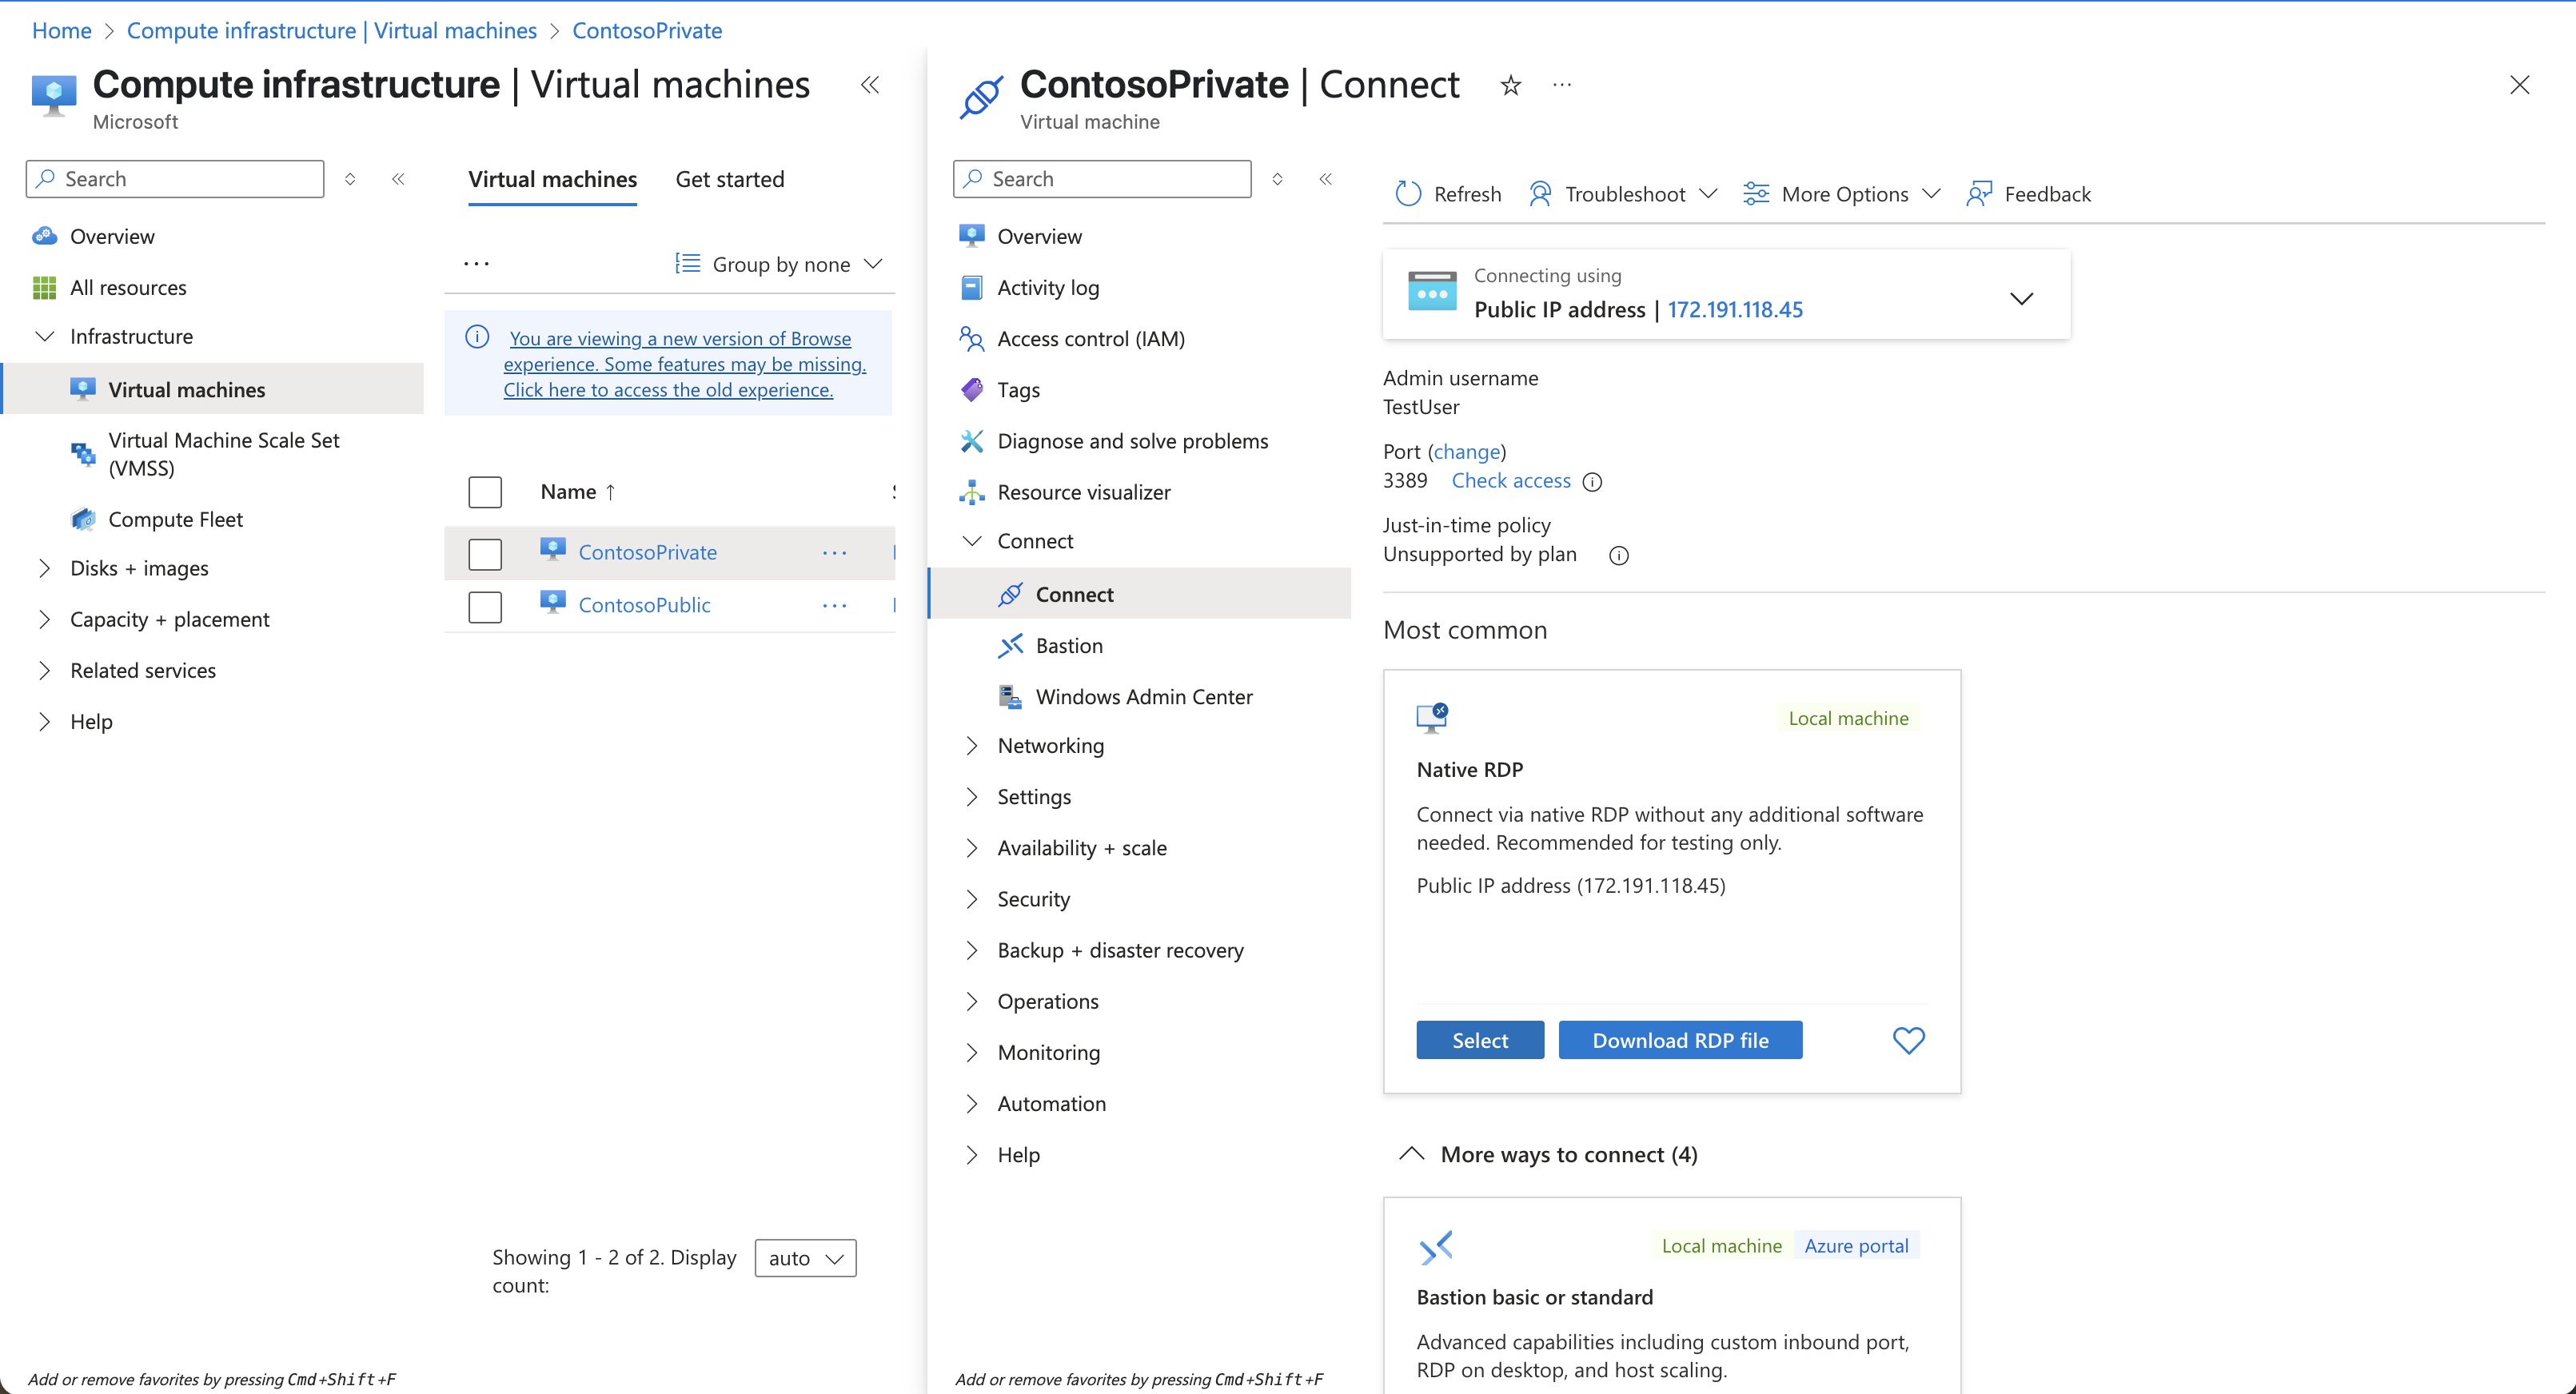 Home > Compute infrastructure | Virtual machines > ContosoPrivate
Compute infrastructure | Virtual machines
Microsoft
Search
Overview
All resources
Infrastructure
Virtual machines
Virtual Machine Scale Set
(VMSS)
Compute Fleet
Disks + images
Capacity + placement
Related services
Help
Add or remove favorites by pressing Cmd+Shift+F
Virtual machines
Get started
Group by none
You are viewing a new version of Browse
experience. Some features may be missing.
Click here to access the old experience.
Name ↑
ContosoPrivate
ContosoPublic
Showing 1 - 2 of 2. Display
count:
auto
ContosoPrivate | Connect
Virtual machine
Search
Overview
Activity log
Access control (IAM)
Tags
Diagnose and solve problems
Resource visualizer
Connect
Connect
Bastion
Windows Admin Center
Networking
Settings
Availability + scale
Security
Backup + disaster recovery
Operations
Monitoring
Automation
Help
Add or remove favorites by pressing Cmd+Shift+F
Refresh
Troubleshoot
More Options
Feedback
Connecting using
Public IP address | 172.191.118.45
Admin username
TestUser
Port (change)
3389 Check access
Just-in-time policy
Unsupported by plan
Most common
Local machine
Native RDP
Connect via native RDP without any additional software
needed. Recommended for testing only.
Public IP address (172.191.118.45)
Select
Download RDP file
More ways to connect (4)
Local machine
Azure portal
Bastion basic or standard
Advanced capabilities including custom inbound port,
RDP on desktop, and host scaling.